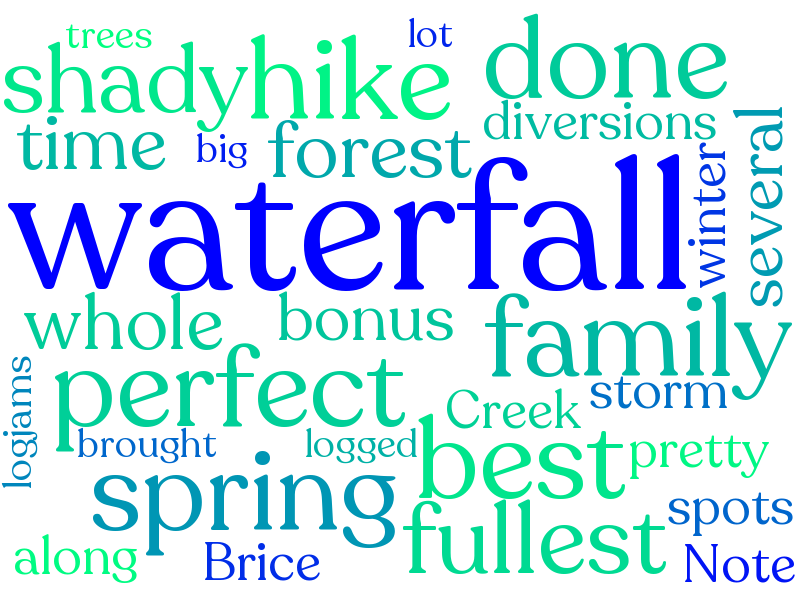 trees
lot
shady
hike
done
time
big
forest
diversions
waterfall
winter
several
whole
bonus
family
perfect
storm
logjams
Creek
brought
logged
best
pretty
spring
fullest
spots
along
Brice
Note